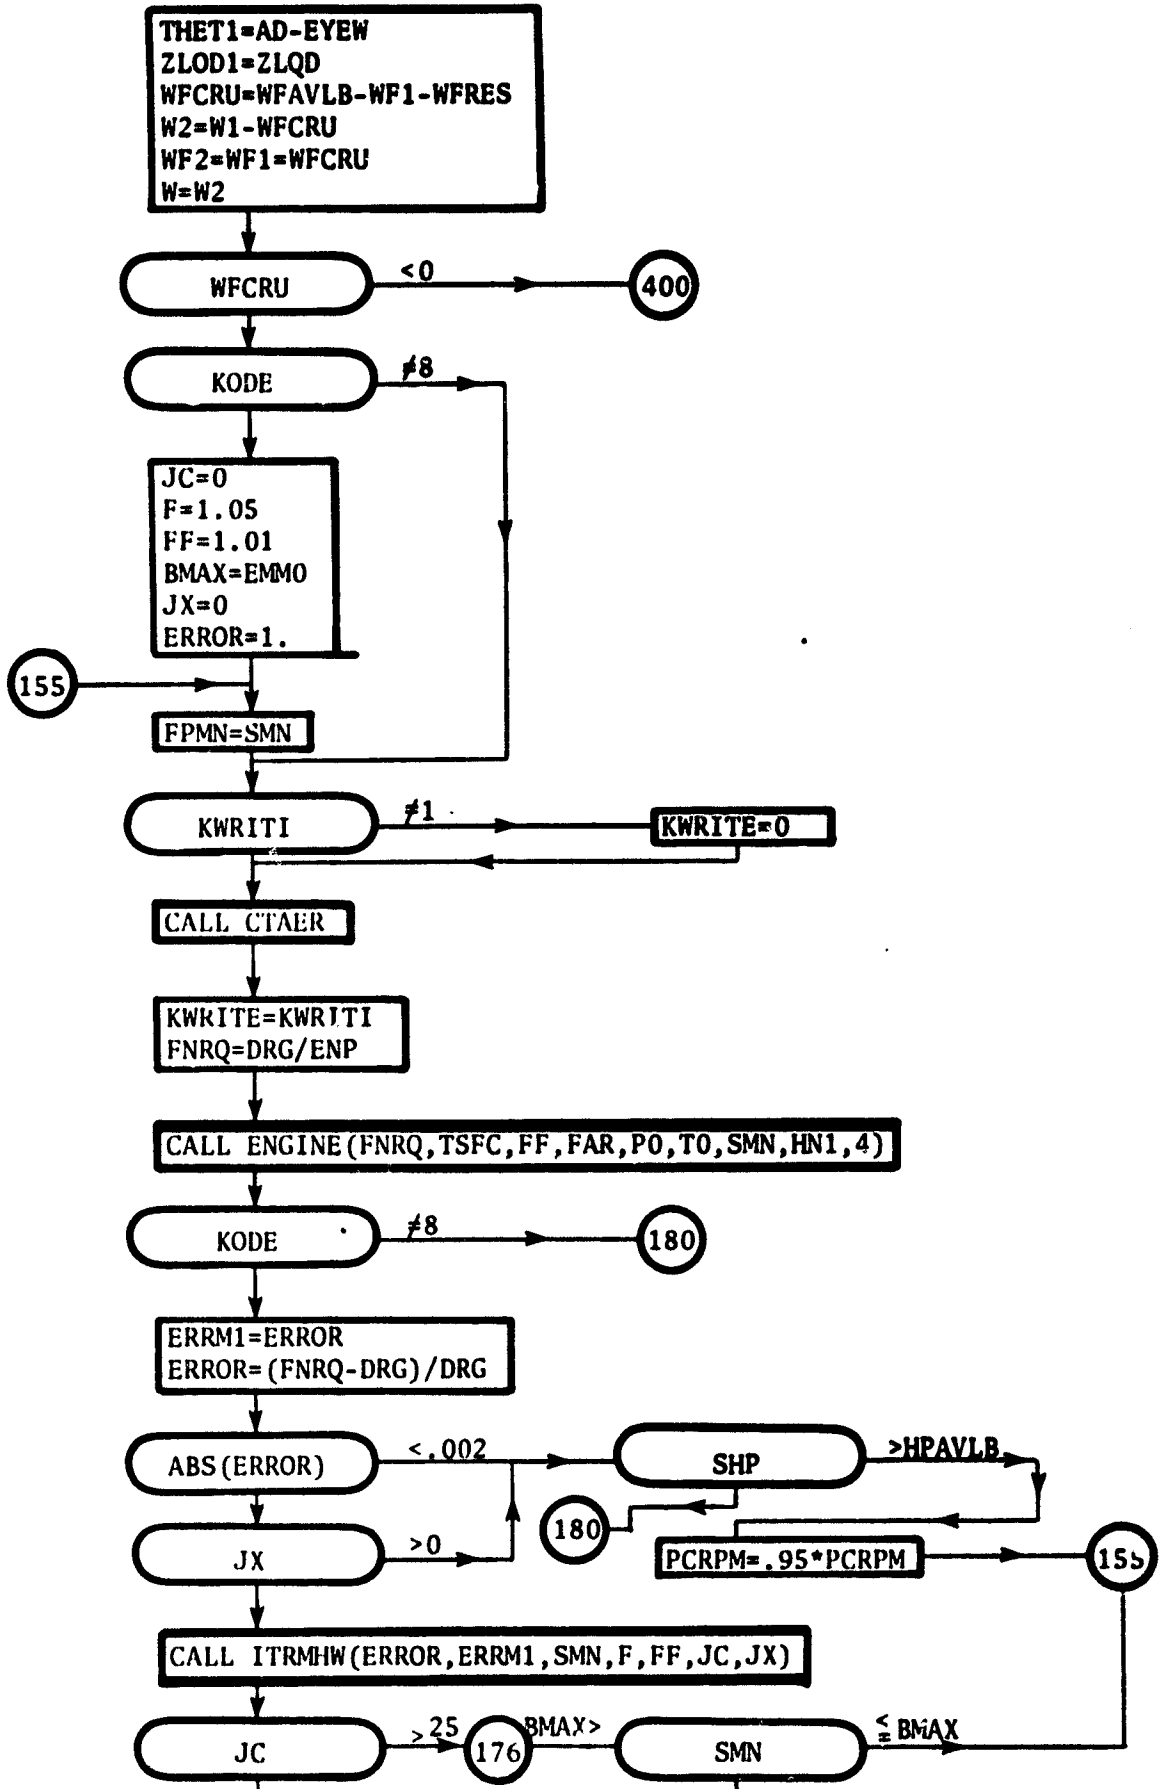 THET1=AD-EYEW
ZLOD1=ZLQD
WFCRU=WFAVLB-WF1-WFRES
W2=W1-WFCRU
WF2=WF1=WFCRU
W=W2
WFCRU
<0
400
KODE
≠8
JC=0
F=1.05
FF=1.01
BMAX=EMMO
JX=0
ERROR=1.
155
FPMN=SMN
KWRITI
≠1
KWRITE=0
CALL CTAER
KWRITE=KWRITI
FNRQ=DRG/ENP
CALL ENGINE(FNRQ,TSFC,FF,FAR,PO,TO,SMN,HN1,4)
KODE
≠8
180
ERRM1=ERROR
ERROR=(FNRQ-DRG)/DRG
ABS(ERROR)
<.002
SHP
>HPAVLB
180
JX
>0
PCRPM=.95*PCRPM
155
CALL ITRMHW(ERROR,ERRM1,SMN,F,FF,JC,JX)
JC
>25
176
BMAX>
SMN
≤BMAX